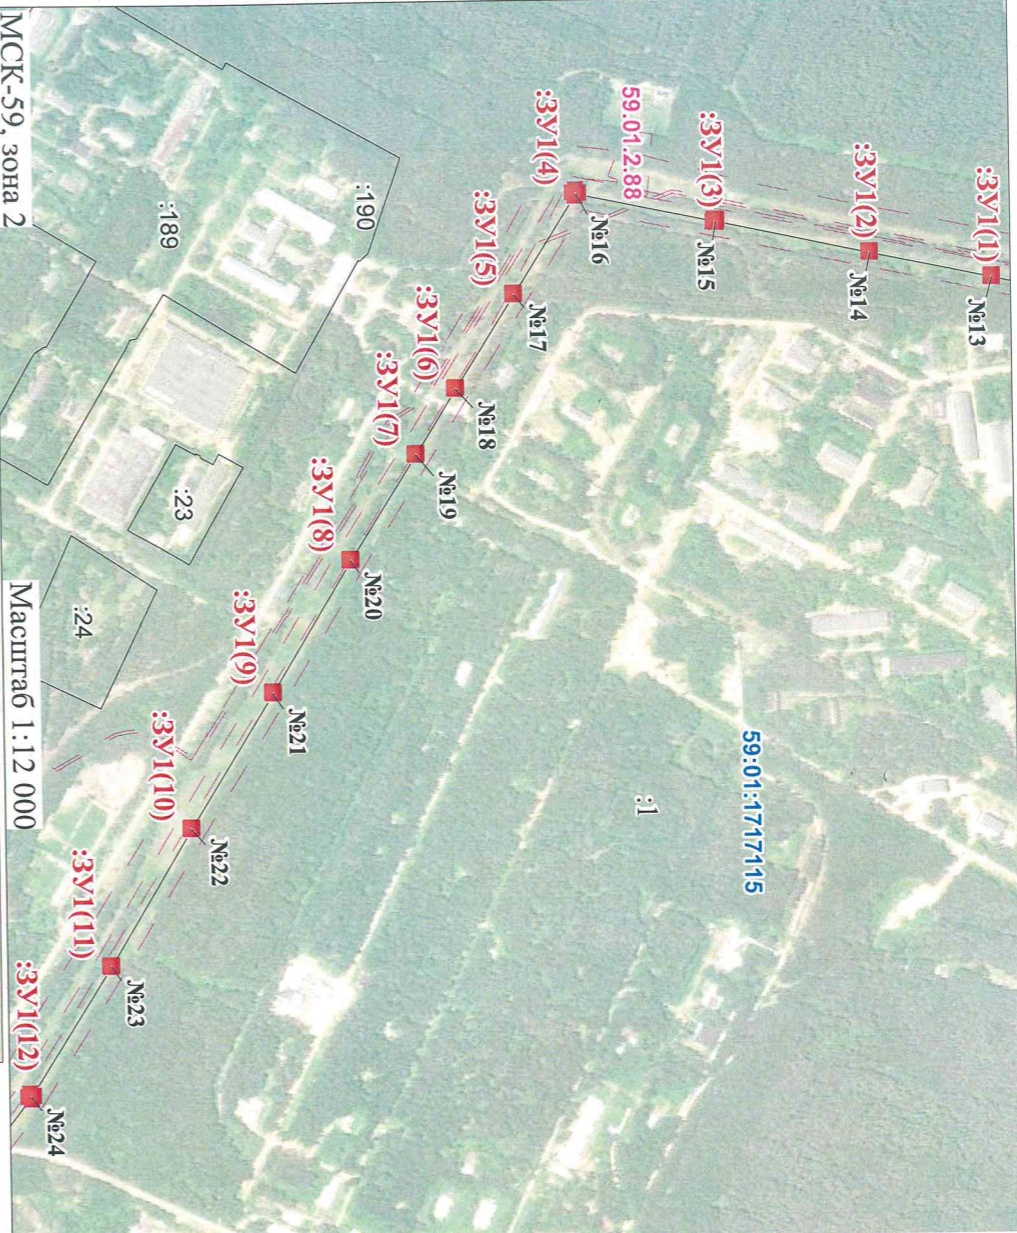 :ЗУ1(1)
№13
:ЗУ1(2)
№14
:ЗУ1(3)
№15
59.01.2.88
:ЗУ1(4)
№16
:ЗУ1(5)
№17
:ЗУ1(6)
№18
:ЗУ1(7)
№19
:ЗУ1(8)
№20
:ЗУ1(9)
№21
:ЗУ1(10)
№22
:ЗУ1(11)
№23
:ЗУ1(12)
№24
59:01:1717115
:1
:190
:189
:23
:24
МСК-59, зона 2
Масштаб 1:12 000